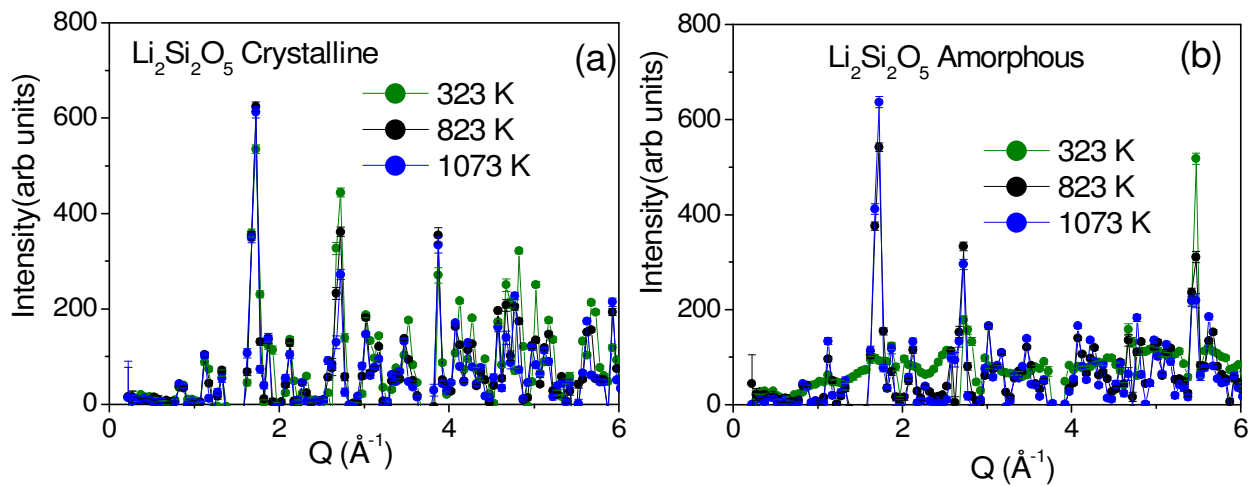 Li₂Si₂O₅ Crystalline
(a)
323 K
823 K
1073 K
Intensity(arb units)
800
600
400
200
0
0 2 4 6
Q (Å⁻¹)
Li₂Si₂O₅ Amorphous
(b)
323 K
823 K
1073 K
Intensity(arb units)
800
600
400
200
0
0 2 4 6
Q (Å⁻¹)